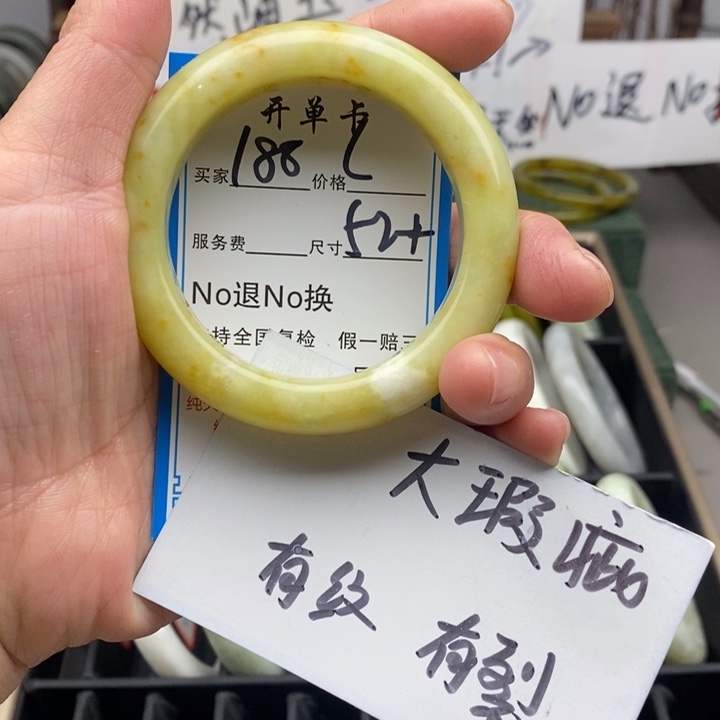 No退 No
开单卡
买家 188 价格
服务费 尺寸 52+
No退No换
持全国复检 假一赔三
大瑕疵
有纹 有裂